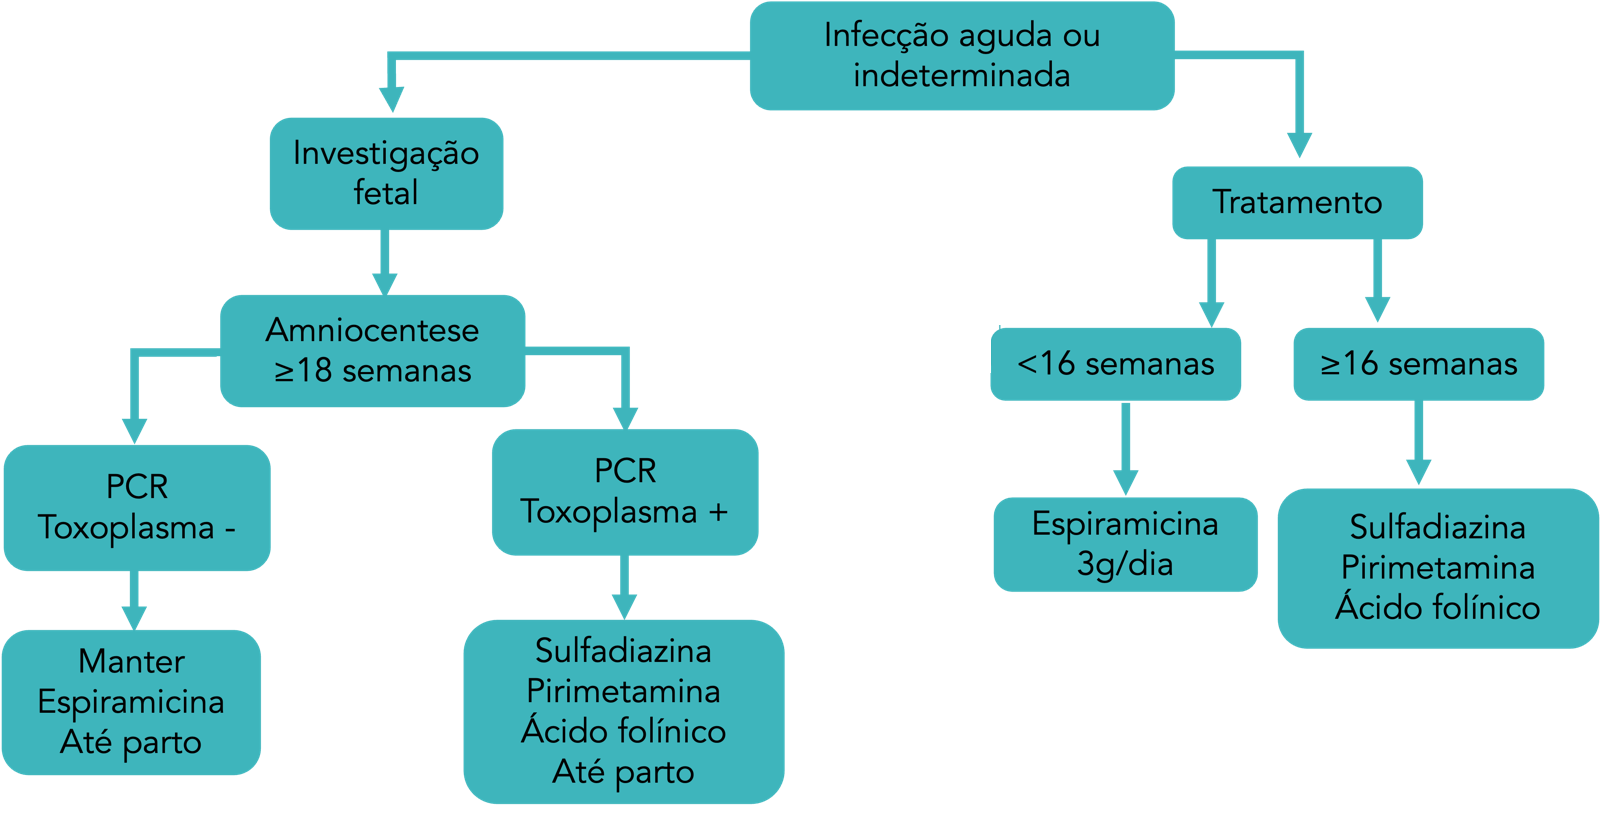 Infecção aguda ou
indeterminada
Investigação
fetal
Tratamento
Amniocentese
≥18 semanas
<16 semanas
≥16 semanas
PCR
Toxoplasma -
PCR
Toxoplasma +
Espiramicina
3g/dia
Sulfadiazina
Pirimetamina
Ácido folínico
Manter
Espiramicina
Até parto
Sulfadiazina
Pirimetamina
Ácido folínico
Até parto